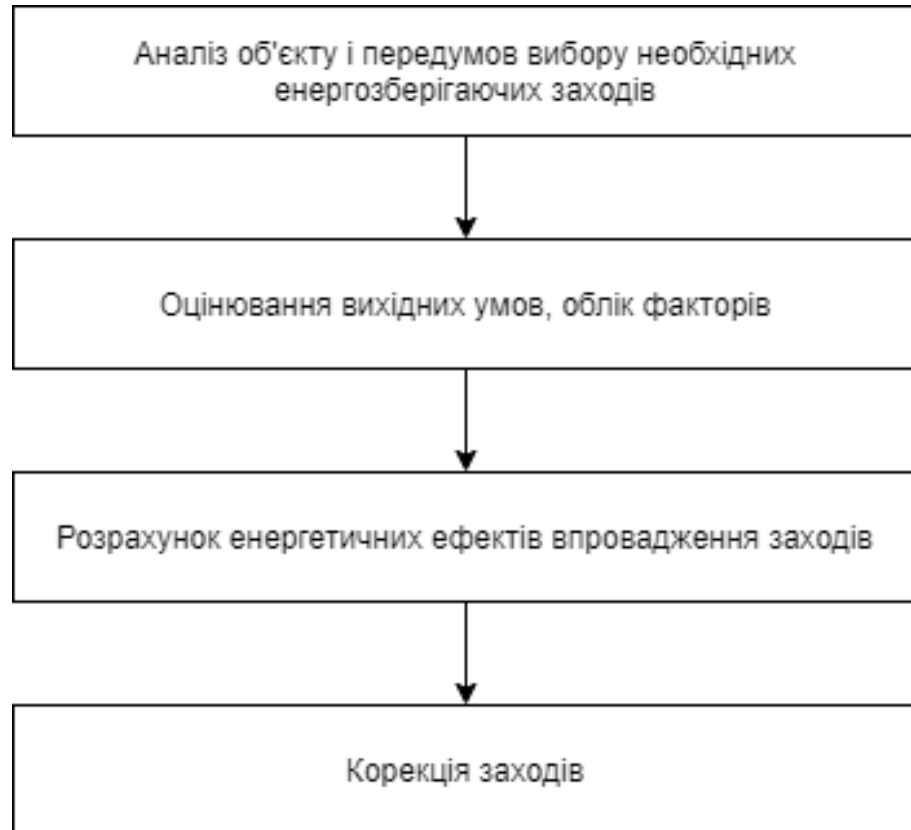 Аналіз об'єкту і передумов вибору необхідних
енергозберігаючих заходів
Оцінювання вихідних умов, облік факторів
Розрахунок енергетичних ефектів впровадження заходів
Корекція заходів